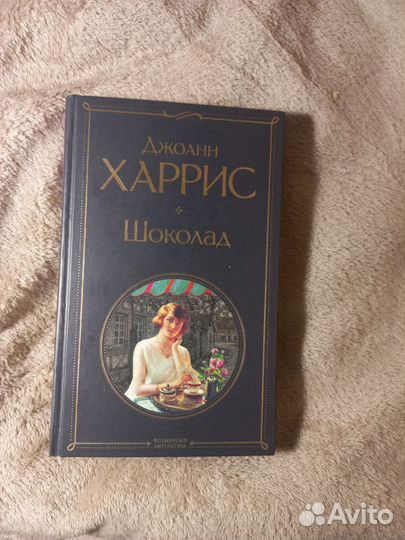 Джоанн
ХАРРИС
Шоколад
ВСЕМИРНАЯ
ЛИТЕРАТУРА
Avito